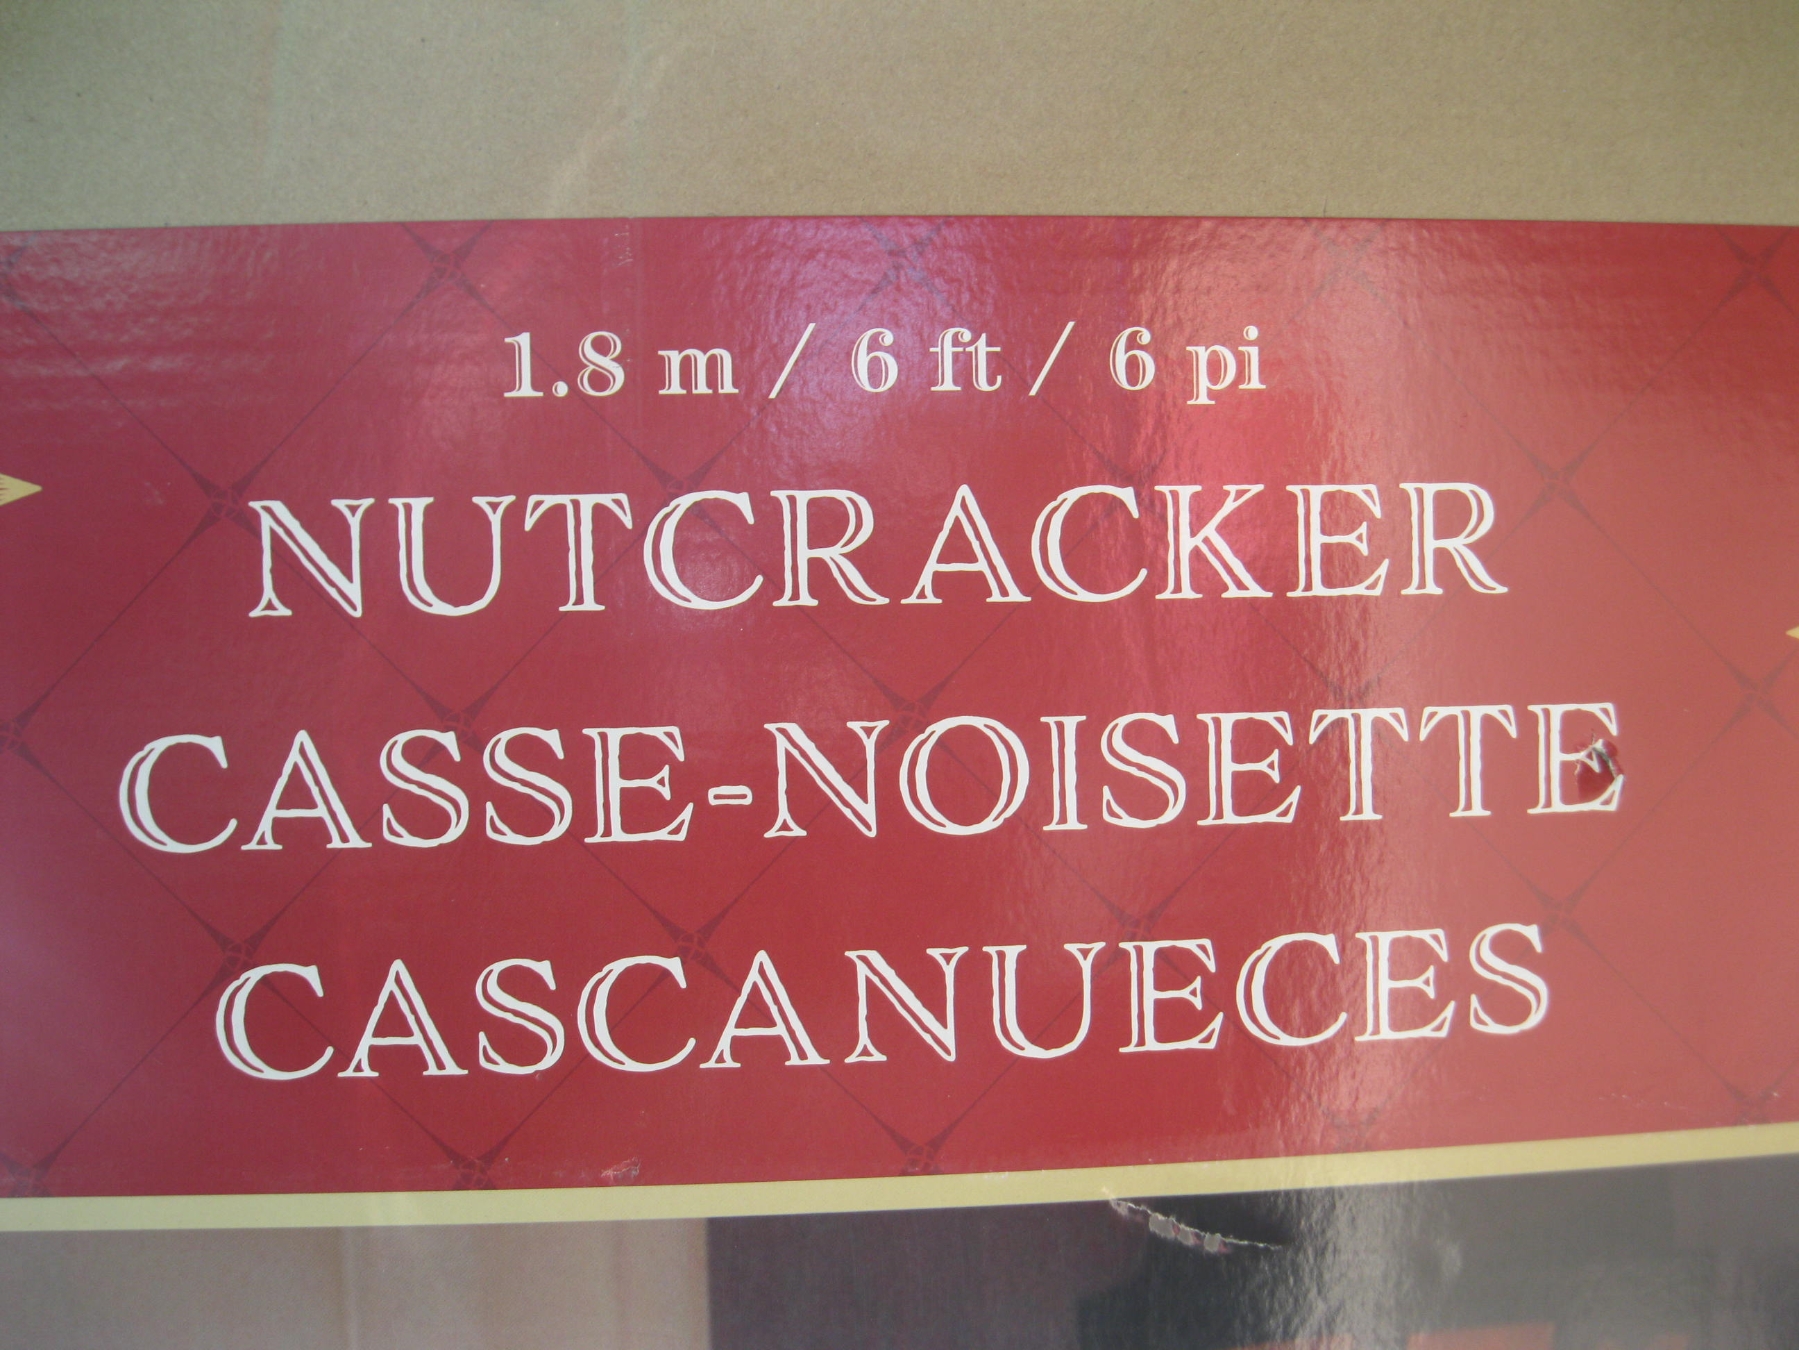 1.8 m / 6 ft / 6 pi
NUTCRACKER
CASSE-NOISETTE
CASCANUECES